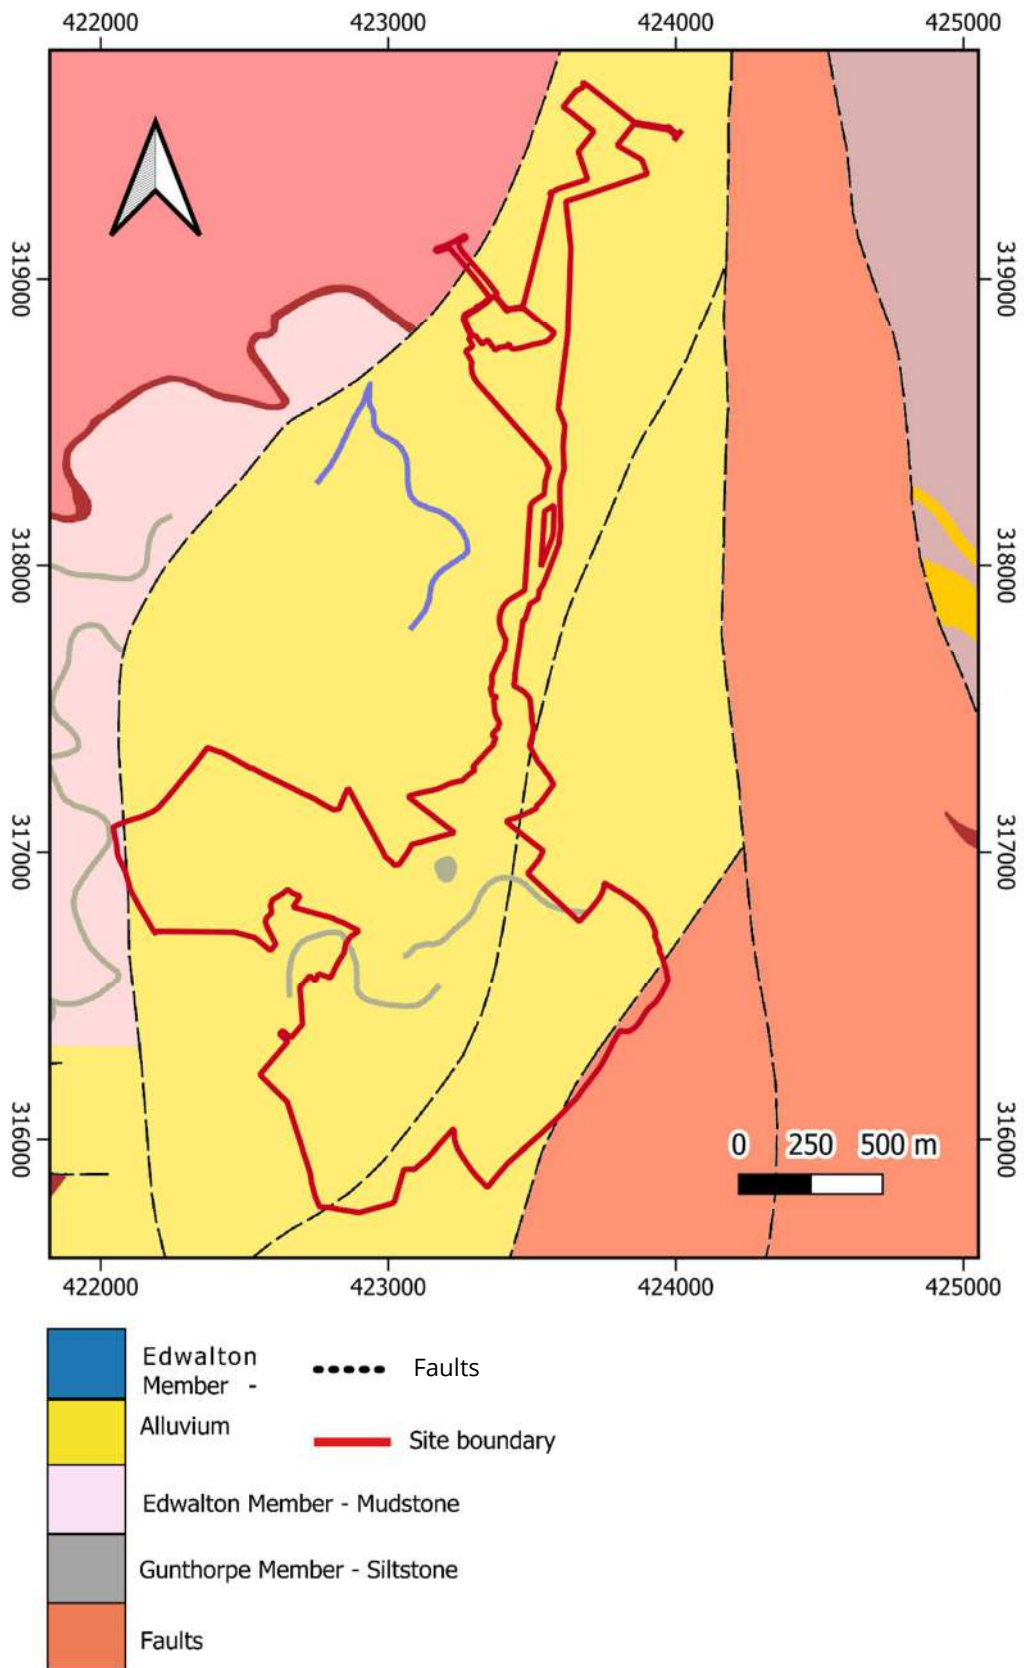 422000 423000 424000 425000
319000 319000
318000 318000
317000 317000
316000 316000
0 250 500 m
422000 423000 424000 425000
Edwalton
Member -
Faults
Alluvium
Site boundary
Edwalton Member - Mudstone
Gunthorpe Member - Siltstone
Faults